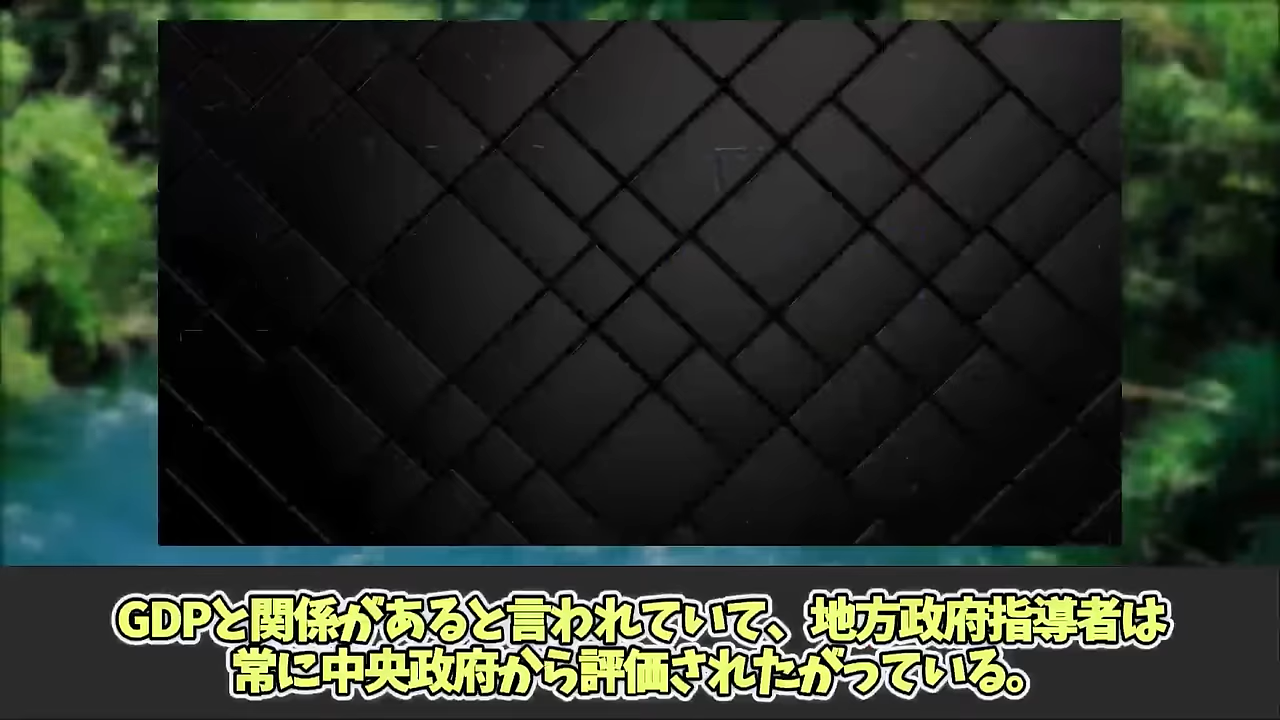 GDPと関係があると言われていて、地方政府指導者は
常に中央政府から評価されたがっている。